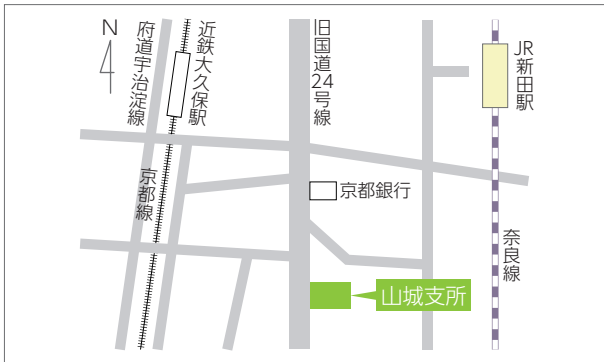 N
府道宇治淀線
近鉄大久保駅
旧国道24号線
JR新田駅
京都線
京都銀行
奈良線
山城支所